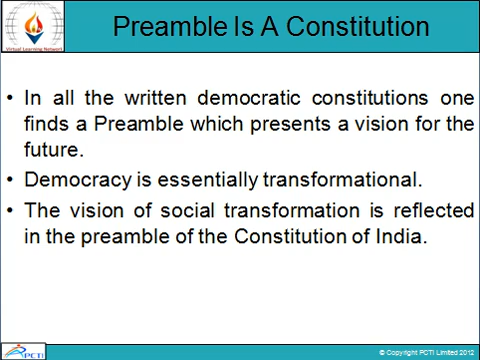 Preamble Is A Constitution
Virtual Learning Network
• In all the written democratic constitutions one
finds a Preamble which presents a vision for the
future.
• Democracy is essentially transformational.
• The vision of social transformation is reflected
in the preamble of the Constitution of India.
PCTI
© Copyright PCTI Limited 2012